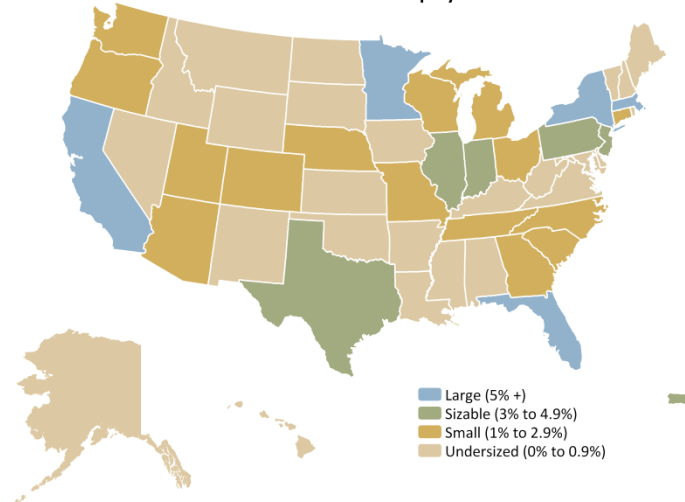 Large (5% +)
Sizable (3% to 4.9%)
Small (1% to 2.9%)
Undersized (0% to 0.9%)